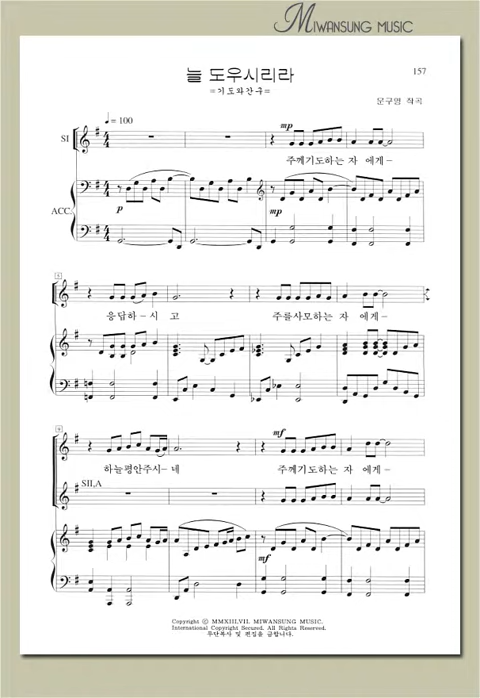 MIWANSUNG MUSIC
늘 도우시리라
157
=기도와간구=
문구영 작곡
♩ = 100
SI
mp
주께기도하는 자 에게-
ACC.
p
mp
응답하-시 고 주를사모하는 자 에게-
9
mf
하늘평안주시-네 주께기도하는 자 에게-
SII,A
mf
Copyright ⓒ MMXIII.VII. MIWANSUNG MUSIC.
International Copyright Secured. All Rights Reserved.
무단복사 및 편집을 금합니다.